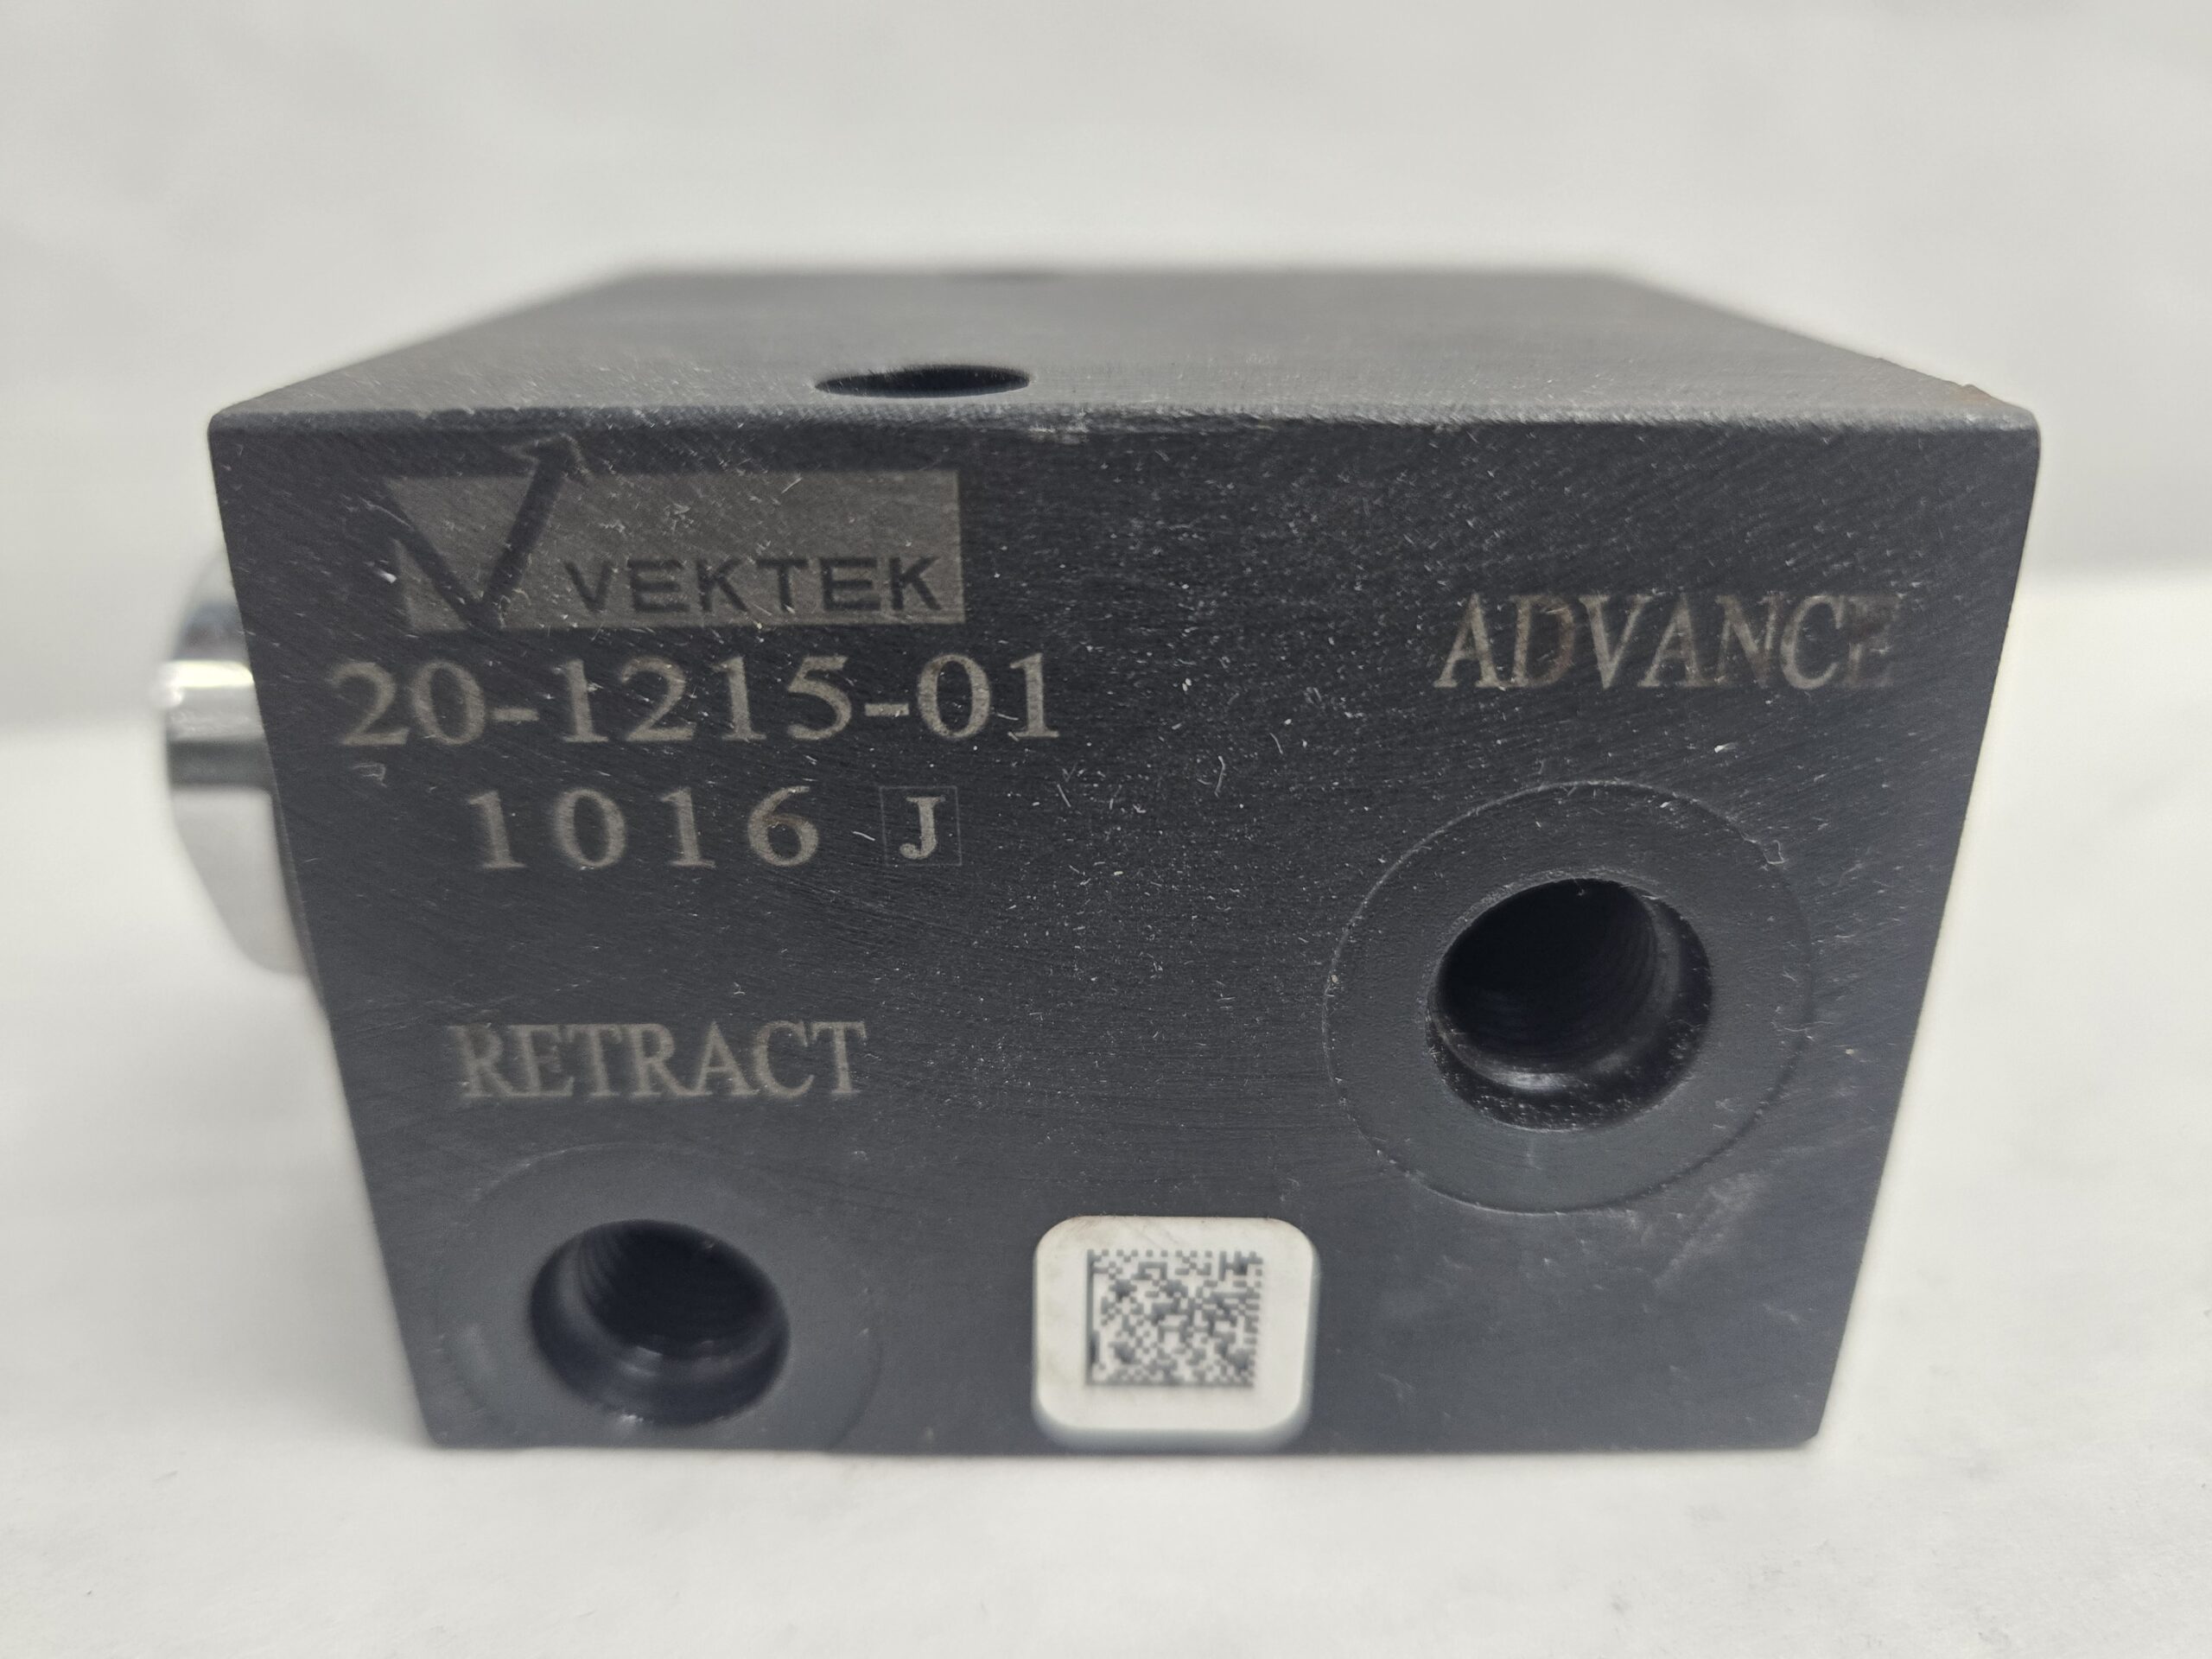 VEKTEK
20-1215-01
1016 J
ADVANCE
RETRACT